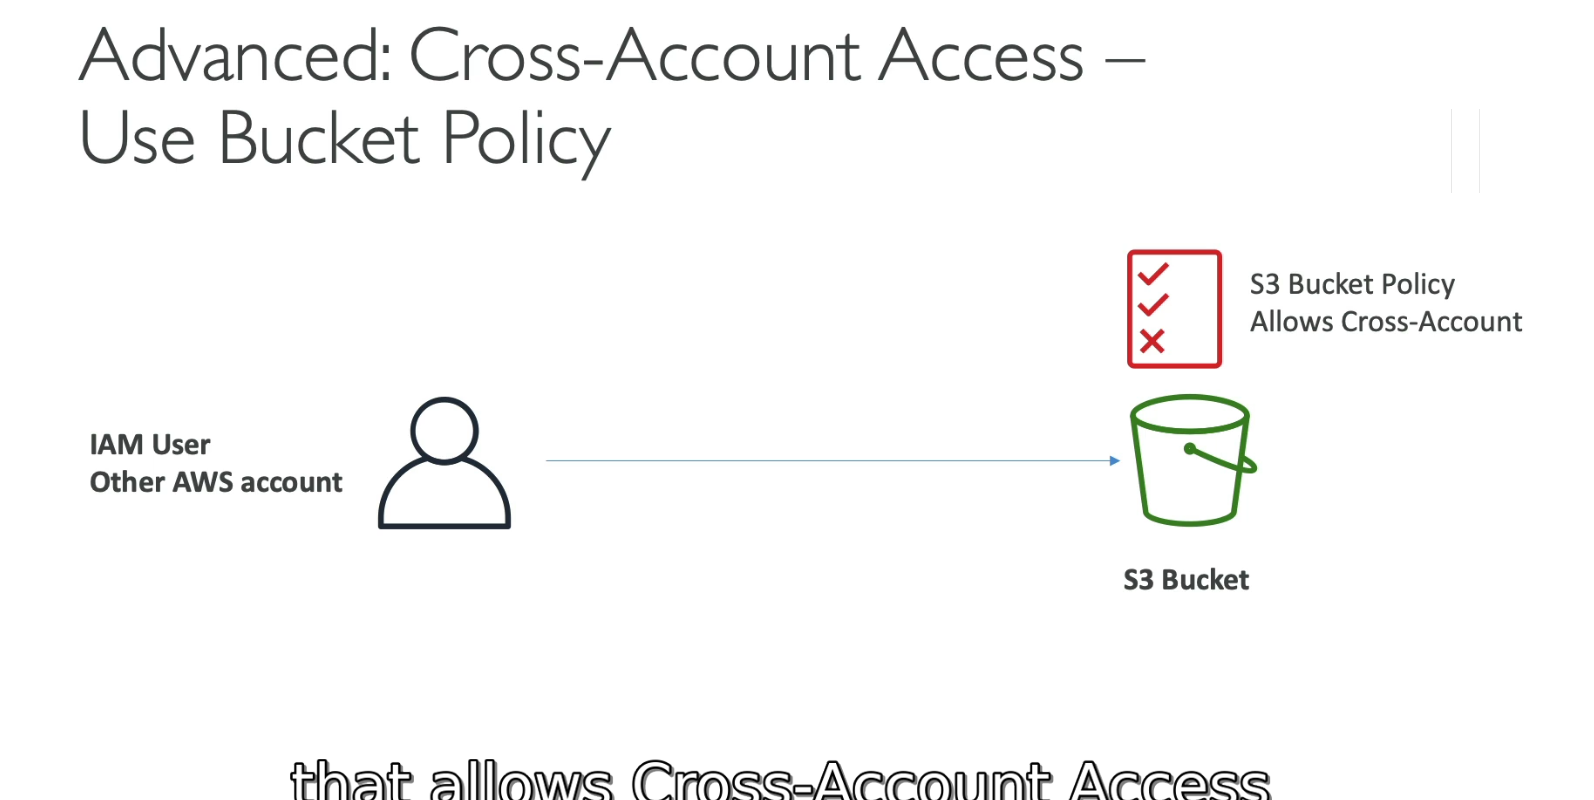 Advanced: Cross-Account Access –
Use Bucket Policy
S3 Bucket Policy
Allows Cross-Account
IAM User
Other AWS account
S3 Bucket
that allows Cross-Account Access